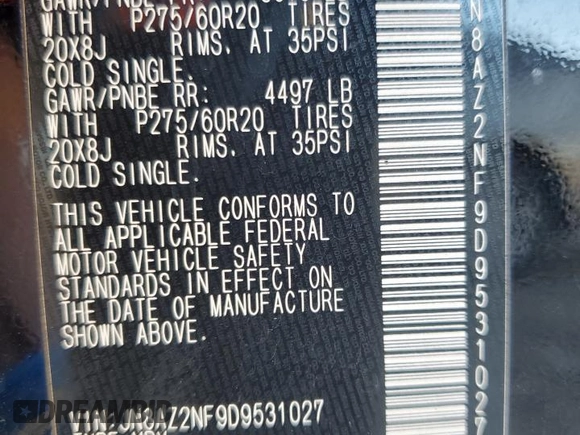 GAWR/PNBE
WITH P275/60R20 TIRES
20X8J RIMS. AT 35PSI
COLD SINGLE.
GAWR/PNBE RR: 4497 LB
WITH P275/60R20 TIRES
20X8J RIMS. AT 35PSI
COLD SINGLE.
THIS VEHICLE CONFORMS TO
ALL APPLICABLE FEDERAL
MOTOR VEHICLE SAFETY
STANDARDS IN EFFECT ON
THE DATE OF MANUFACTURE
SHOWN ABOVE.
N8AZ2NF9D9531027